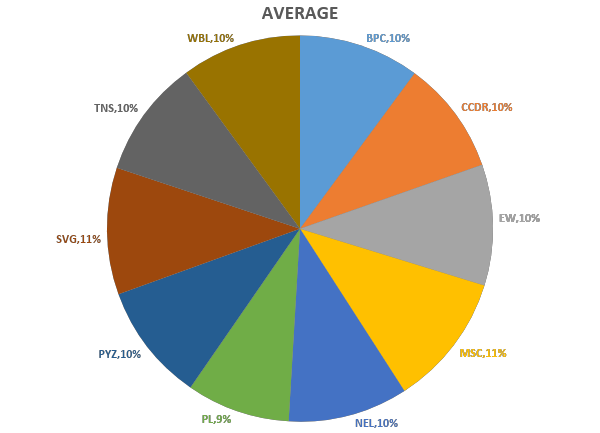 AVERAGE
WBL,10%
BPC,10%
TNS,10%
CCDR,10%
EW,10%
SVG,11%
MSC,11%
PYZ,10%
PL,9%
NEL,10%